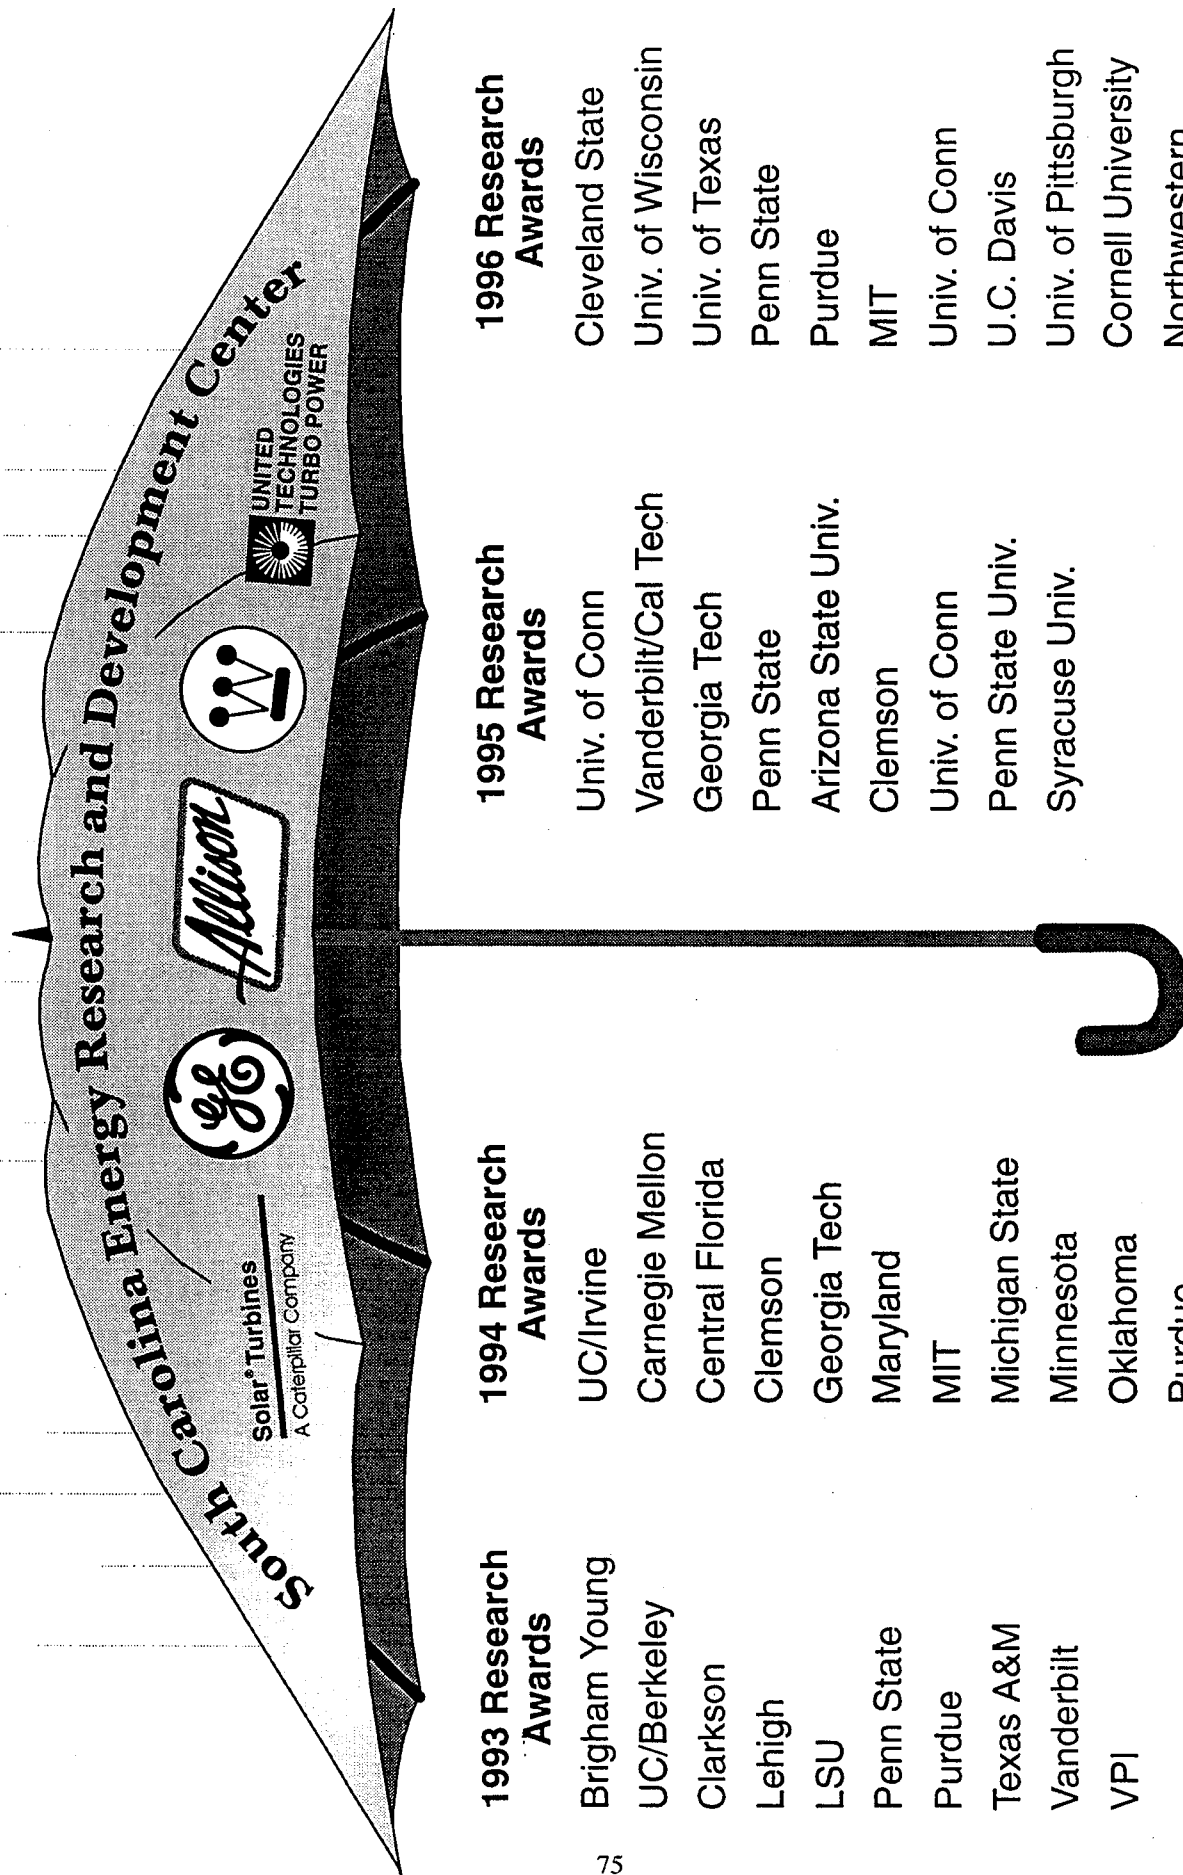 South Carolina Energy Research and Development Center
Solar® Turbines
A Caterpillar Company
GE
Allison
UNITED
TECHNOLOGIES
TURBO POWER
1993 Research
Awards
Brigham Young
UC/Berkeley
Clarkson
Lehigh
LSU
Penn State
Purdue
Texas A&M
Vanderbilt
VPI
1994 Research
Awards
UC/Irvine
Carnegie Mellon
Central Florida
Clemson
Georgia Tech
Maryland
MIT
Michigan State
Minnesota
Oklahoma
Purdue
1995 Research
Awards
Univ. of Conn
Vanderbilt/Cal Tech
Georgia Tech
Penn State
Arizona State Univ.
Clemson
Univ. of Conn
Penn State Univ.
Syracuse Univ.
1996 Research
Awards
Cleveland State
Univ. of Wisconsin
Univ. of Texas
Penn State
Purdue
MIT
Univ. of Conn
U.C. Davis
Univ. of Pittsburgh
Cornell University
Northwestern
75